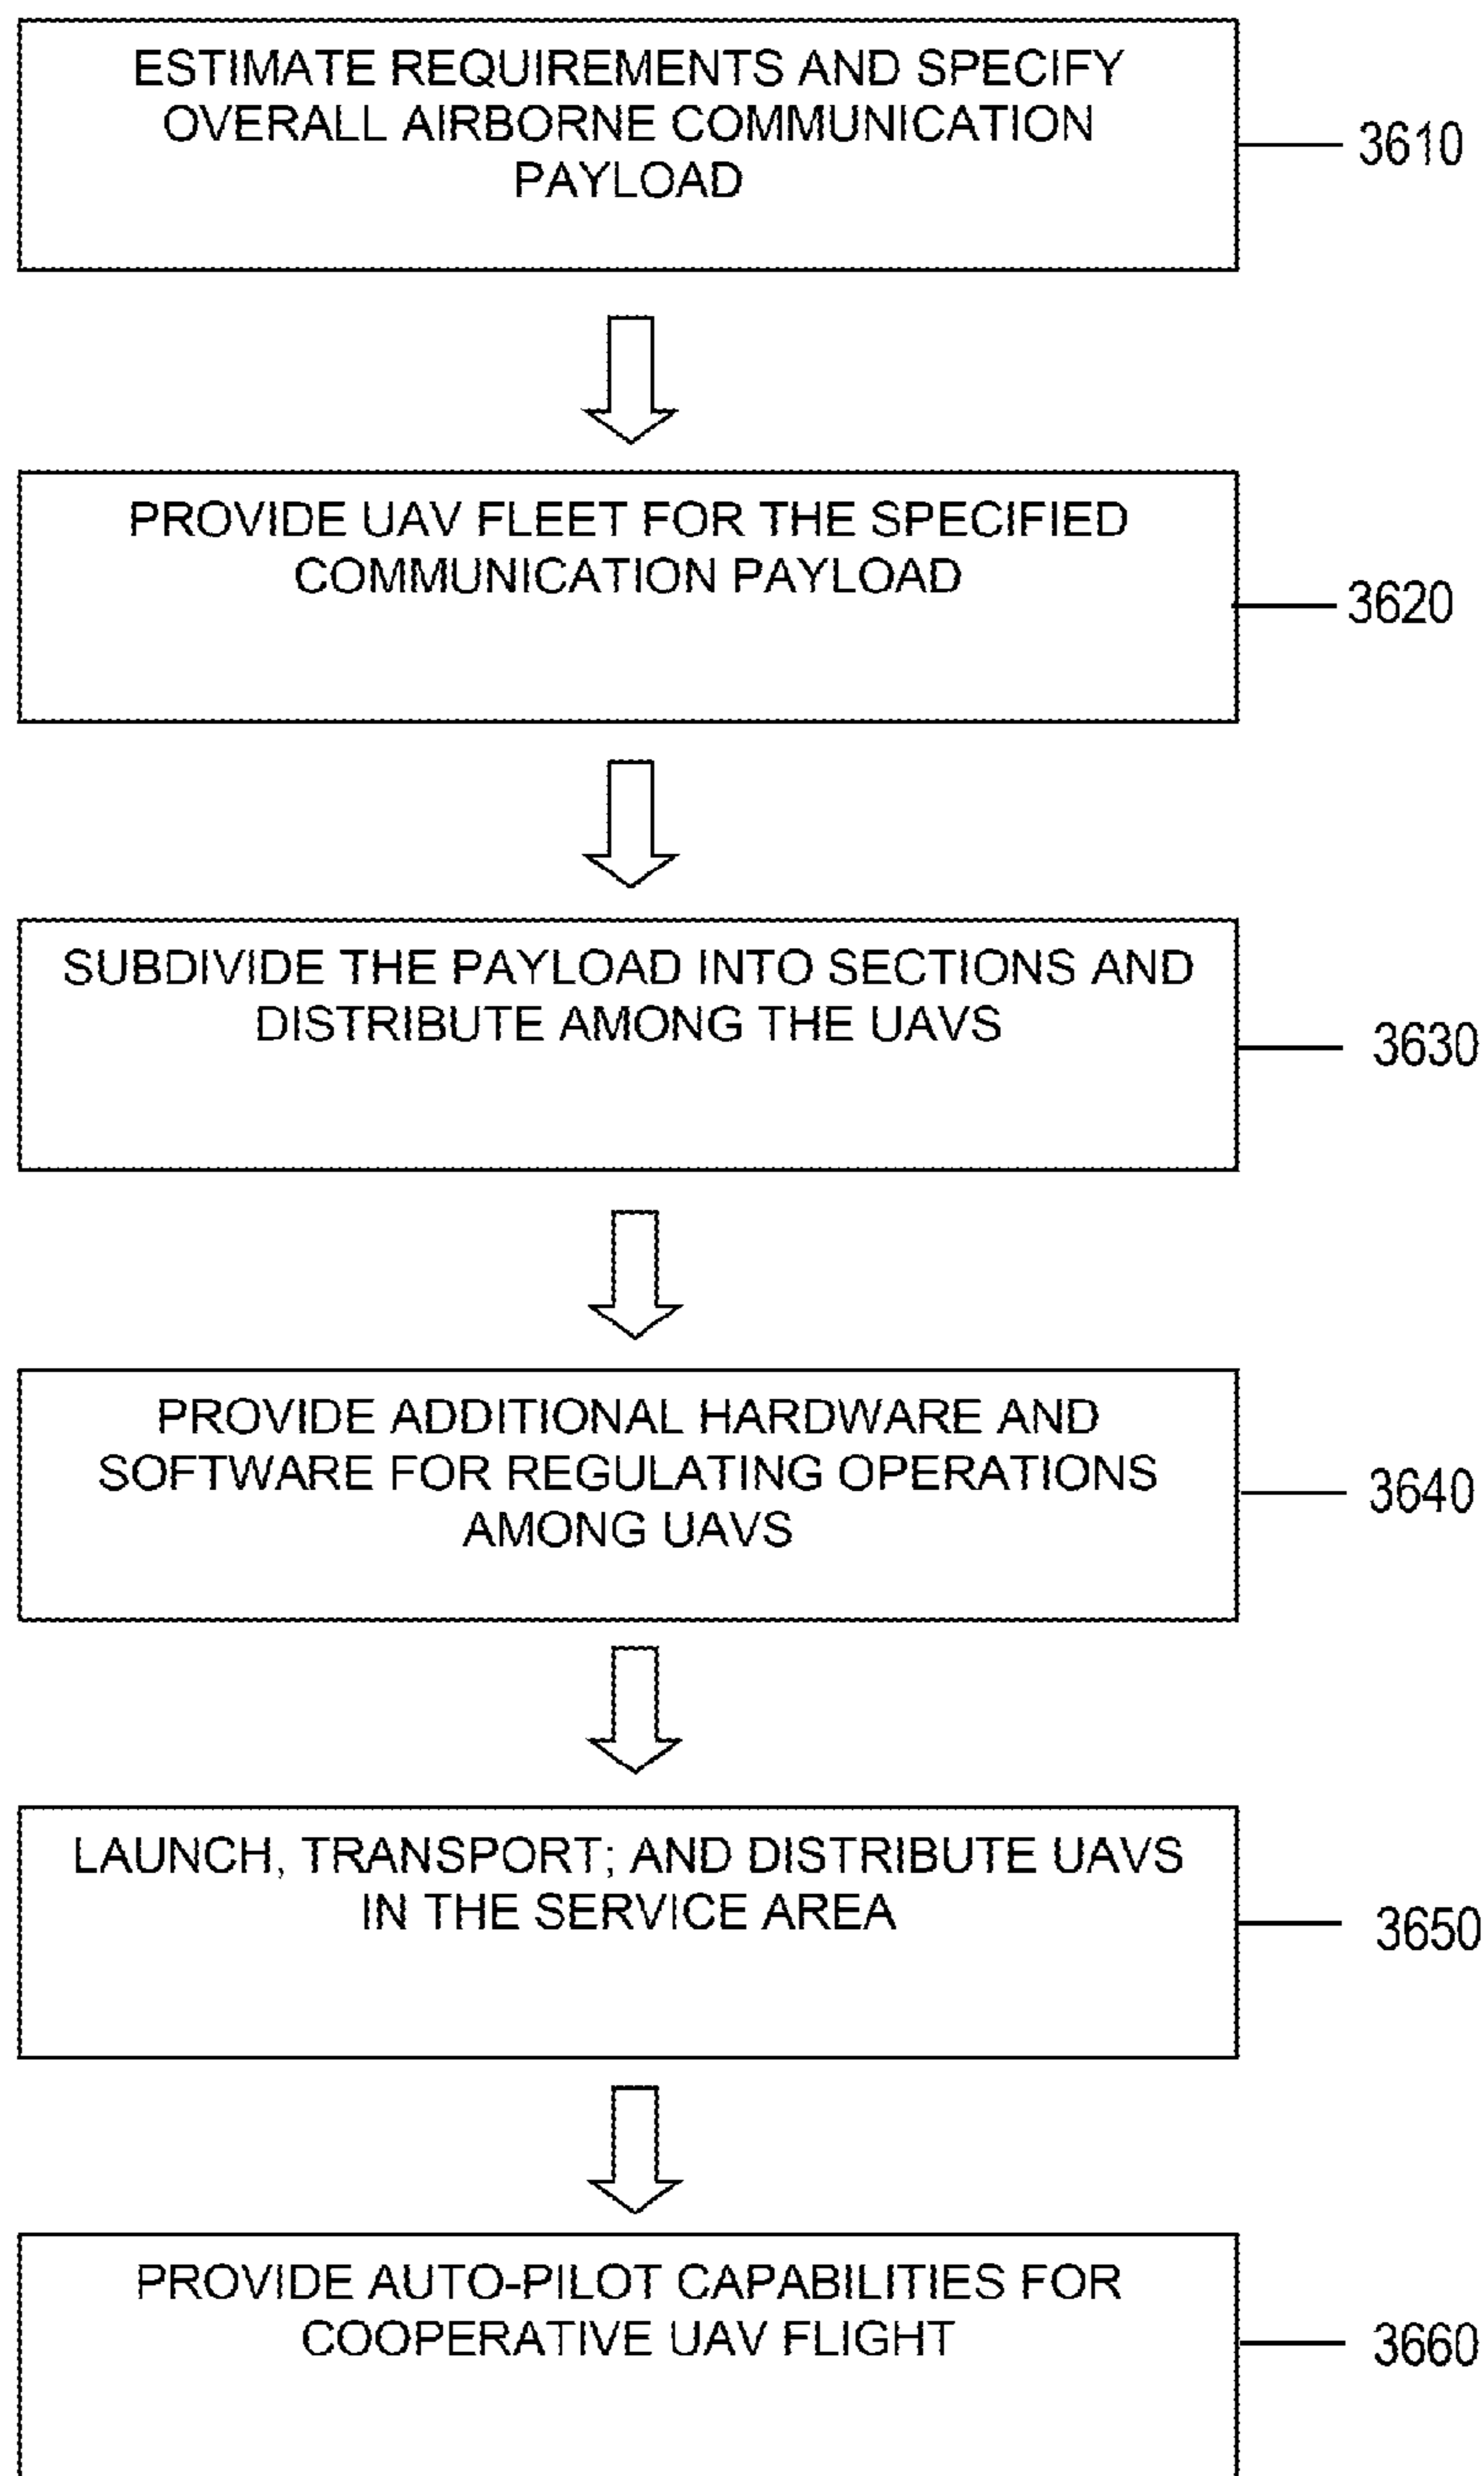 ESTIMATE REQUIREMENTS AND SPECIFY
OVERALL AIRBORNE COMMUNICATION
PAYLOAD
3610
PROVIDE UAV FLEET FOR THE SPECIFIED
COMMUNICATION PAYLOAD
3620
SUBDIVIDE THE PAYLOAD INTO SECTIONS AND
DISTRIBUTE AMONG THE UAVS
3630
PROVIDE ADDITIONAL HARDWARE AND
SOFTWARE FOR REGULATING OPERATIONS
AMONG UAVS
3640
LAUNCH, TRANSPORT; AND DISTRIBUTE UAVS
IN THE SERVICE AREA
3650
PROVIDE AUTO-PILOT CAPABILITIES FOR
COOPERATIVE UAV FLIGHT
3660